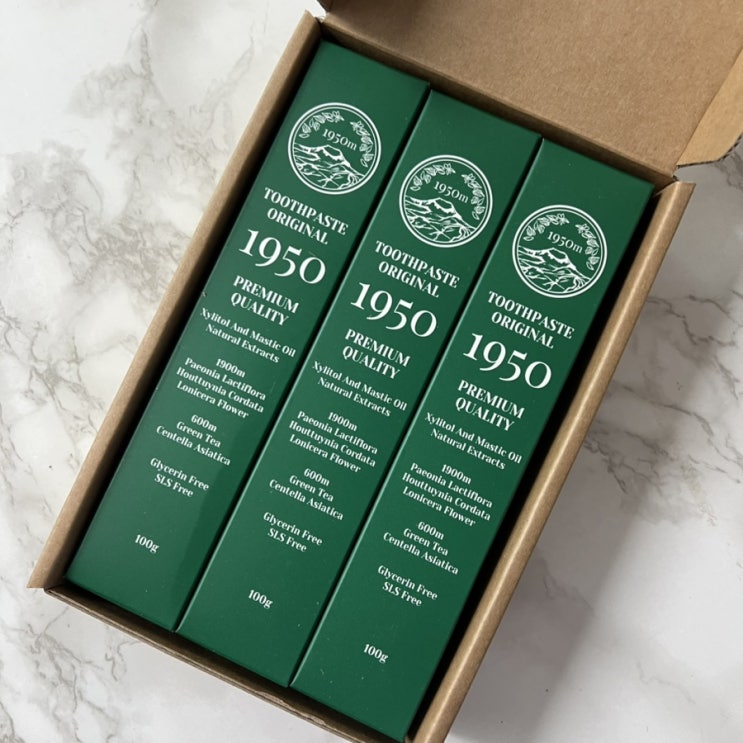 1950m
TOOTHPASTE
ORIGINAL
1950
PREMIUM
QUALITY
Xylitol And Mastic Oil
Natural Extracts
1900m
Paeonia Lactiflora
Houttuynia Cordata
Lonicera Flower
600m
Green Tea
Centella Asiatica
Glycerin Free
SLS Free
100g
1950m
TOOTHPASTE
ORIGINAL
1950
PREMIUM
QUALITY
Xylitol And Mastic Oil
Natural Extracts
1900m
Paeonia Lactiflora
Houttuynia Cordata
Lonicera Flower
600m
Green Tea
Centella Asiatica
Glycerin Free
SLS Free
100g
1950m
TOOTHPASTE
ORIGINAL
1950
PREMIUM
QUALITY
Xylitol And Mastic Oil
Natural Extracts
1900m
Paeonia Lactiflora
Houttuynia Cordata
Lonicera Flower
600m
Green Tea
Centella Asiatica
Glycerin Free
SLS Free
100g